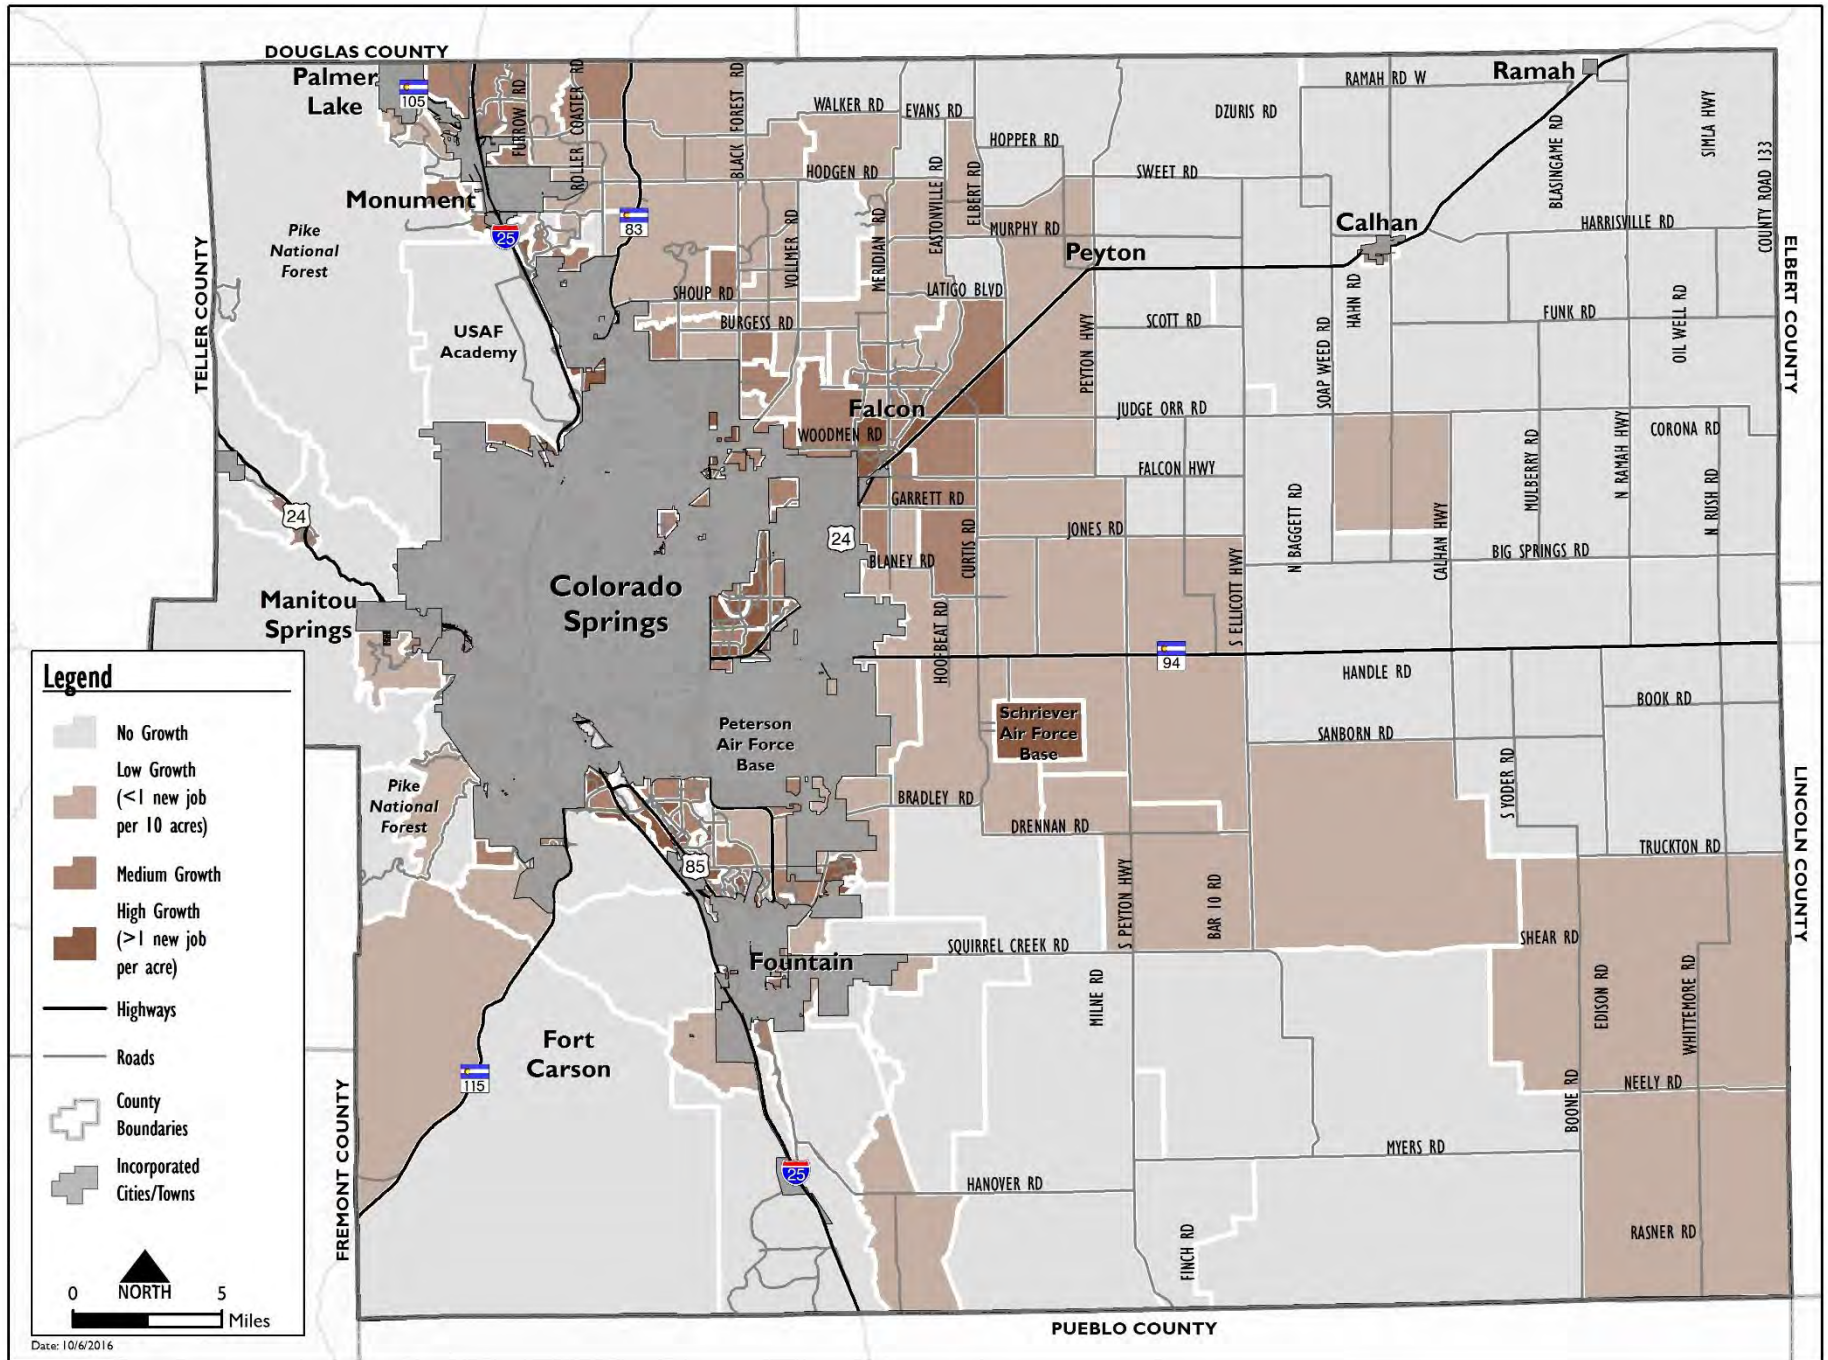 DOUGLAS COUNTY
Palmer
Lake
105
FURROW RD
ROLLER COASTER RD
BLACK FOREST RD
WALKER RD
EVANS RD
HOPPER RD
DZURIS RD
RAMAH RD W
Ramah
BLASINGAME RD
SIMLA HWY
COUNTY ROAD 133
HODGEN RD
EASTONVILLE RD
ELBERT RD
SWEET RD
Monument
25
83
Pike
National
Forest
VOLLMER RD
MERIDIAN RD
MURPHY RD
Peyton
Calhan
HARRISVILLE RD
TELLER COUNTY
ELBERT COUNTY
SHOUP RD
LATIGO BLVD
BURGESS RD
USAF
Academy
PEYTON HWY
SCOTT RD
SOAP WEED RD
HAHN RD
FUNK RD
OIL WELL RD
Falcon
WOODMEN RD
JUDGE ORR RD
CORONA RD
FALCON HWY
MULBERRY RD
N RAMAH HWY
N RUSH RD
24
GARRETT RD
N BAGGETT RD
CALHAN HWY
24
CURTIS RD
JONES RD
BLANEY RD
BIG SPRINGS RD
Colorado
Springs
Manitou
Springs
HOOFBEAT RD
S ELLICOTT HWY
94
HANDLE RD
BOOK RD
Schriever
Air Force
Base
Peterson
Air Force
Base
SANBORN RD
S YODER RD
LINCOLN COUNTY
Pike
National
Forest
BRADLEY RD
DRENNAN RD
TRUCKTON RD
85
S PEYTON HWY
BAR 10 RD
SQUIRREL CREEK RD
SHEAR RD
Fountain
MILNE RD
EDISON RD
WHITTEMORE RD
Fort
Carson
115
NEELY RD
BOONE RD
FREMONT COUNTY
MYERS RD
25
HANOVER RD
FINCH RD
RASNER RD
PUEBLO COUNTY
Legend
No Growth
Low Growth
(<1 new job
per 10 acres)
Medium Growth
High Growth
(>1 new job
per acre)
Highways
Roads
County
Boundaries
Incorporated
Cities/Towns
NORTH
0 5
Miles
Date: 10/6/2016